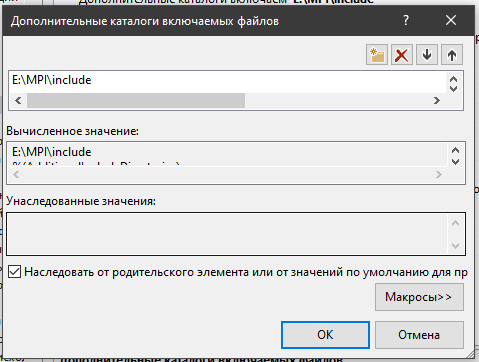 Дополнительные каталоги включаемых файлов
E:\MPI\include
Вычисленное значение:
E:\MPI\include
Унаследованные значения:
Наследовать от родительского элемента или от значений по умолчанию для пр
Макросы>>
OK
Отмена